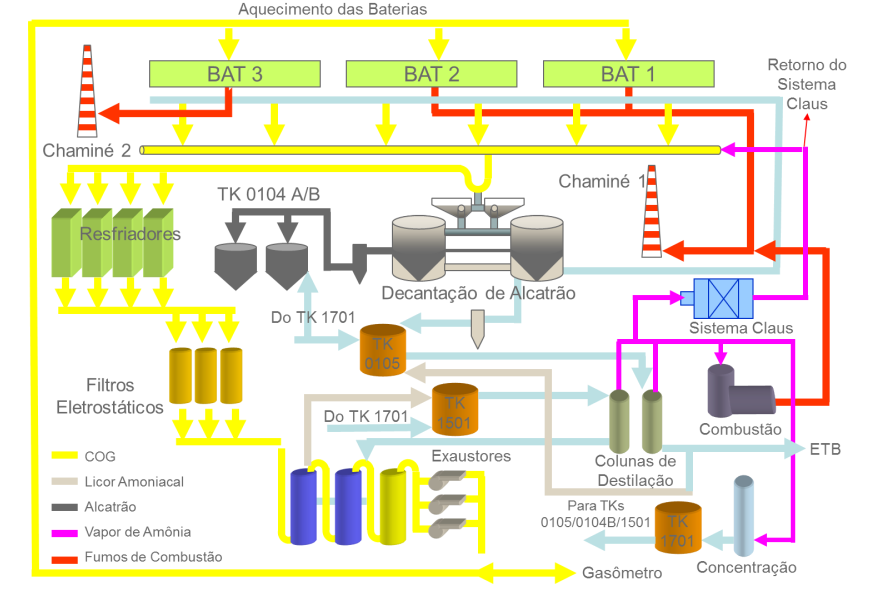 Aquecimento das Baterias
BAT 3
BAT 2
BAT 1
Retorno do
Sistema
Claus
Chaminé 2
Chaminé 1
TK 0104 A/B
Resfriadores
Decantação de Alcatrão
Sistema Claus
Do TK 1701
TK
0105
Filtros
Eletrostáticos
Do TK 1701
TK
1501
Combustão
ETB
Exaustores
Colunas de
Destilação
COG
Licor Amoniacal
Alcatrão
Vapor de Amônia
Fumos de Combustão
Para TKs
0105/0104B/1501
TK
1701
Concentração
Gasômetro